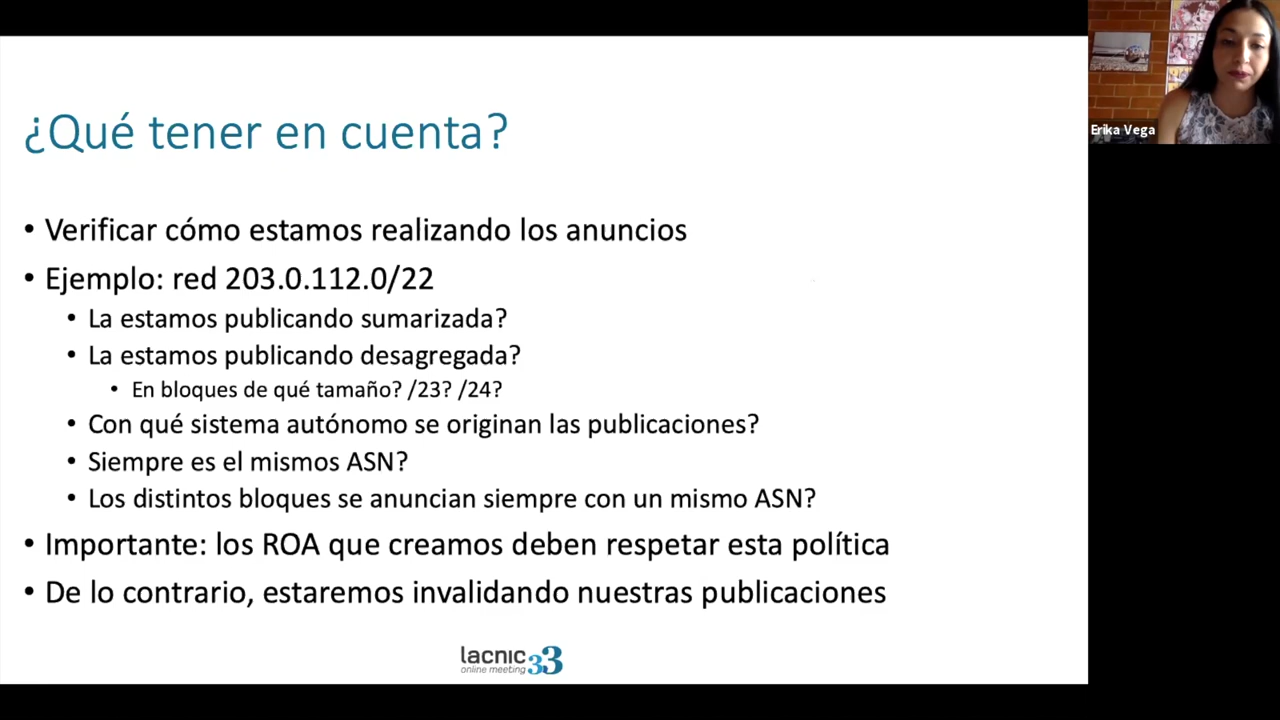 ¿Qué tener en cuenta?
• Verificar cómo estamos realizando los anuncios
• Ejemplo: red 203.0.112.0/22
• La estamos publicando sumarizada?
• La estamos publicando desagregada?
• En bloques de qué tamaño? /23? /24?
• Con qué sistema autónomo se originan las publicaciones?
• Siempre es el mismos ASN?
• Los distintos bloques se anuncian siempre con un mismo ASN?
• Importante: los ROA que creamos deben respetar esta política
• De lo contrario, estaremos invalidando nuestras publicaciones
lacnic 33
online meeting
Erika Vega